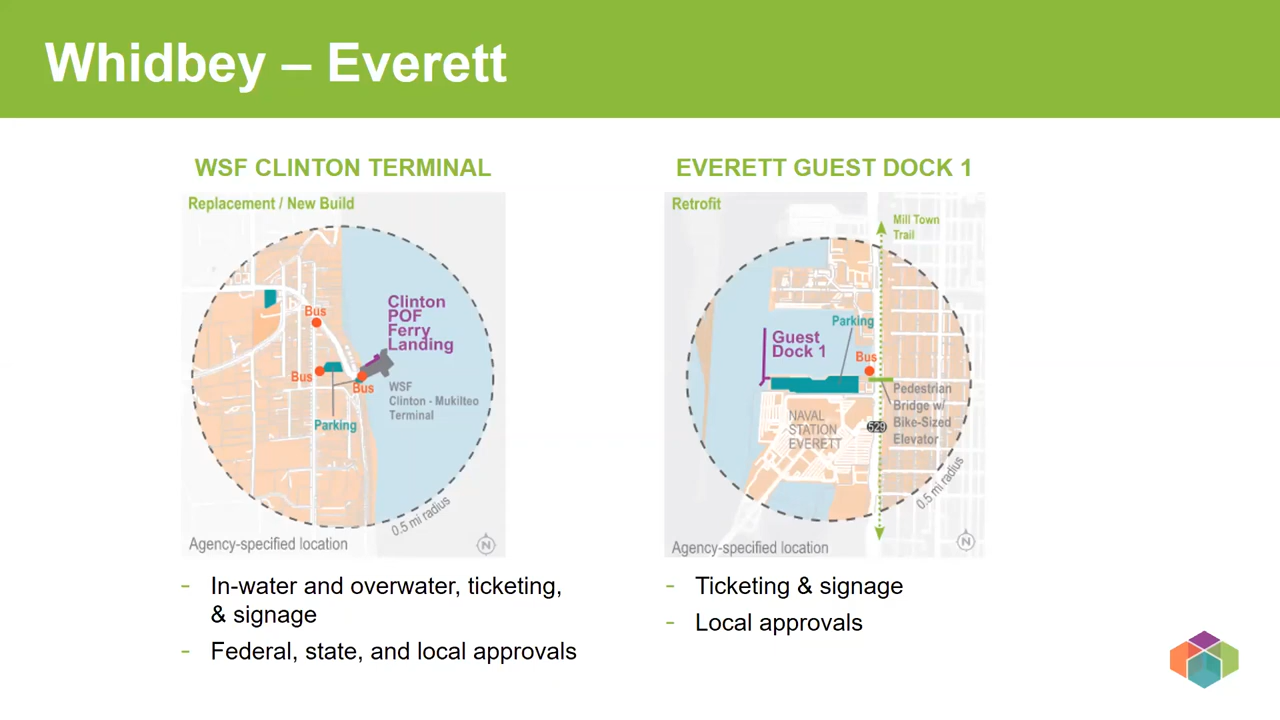 Whidbey – Everett
WSF CLINTON TERMINAL
Replacement / New Build
Bus
Clinton
POF
Ferry
Landing
Bus
Bus
WSF
Clinton - Mukilteo
Terminal
Parking
0.5 mi radius
Agency-specified location
N
- In-water and overwater, ticketing,
& signage
- Federal, state, and local approvals
EVERETT GUEST DOCK 1
Retrofit
Mill Town
Trail
Parking
Guest
Dock 1
Bus
Pedestrian
Bridge w/
Bike-Sized
Elevator
NAVAL
STATION
EVERETT
529
0.5 mi radius
Agency-specified location
N
- Ticketing & signage
- Local approvals